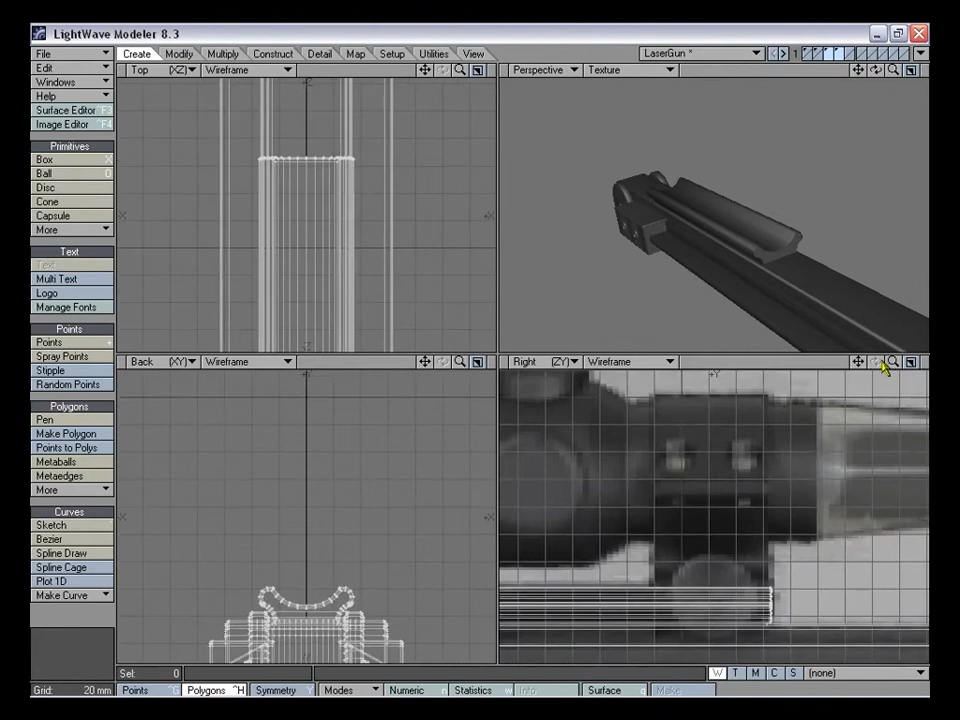 LightWave Modeler 8.3
File
Create Modify Multiply Construct Detail Map Setup Utilities View LaserGun * 1
Edit
Top (XZ) Wireframe Perspective Texture
Windows
Help
Surface Editor F3
Image Editor ^F4
Primitives
Box X
Ball O
Disc
Cone
Capsule
More
Text
Text
Multi Text
Logo
Manage Fonts
Points
Points +
Spray Points
Stipple
Random Points
Back (XY) Wireframe Right (ZY) Wireframe
Polygons
Pen
Make Polygon
Points to Polys
Metaballs
Metaedges
More
Curves
Sketch
Bezier
Spline Draw
Spline Cage
Plot 1D
Make Curve
Sel: 0 W T M C S (none)
Grid: 20 mm Points ^G Polygons ^H Symmetry Y Modes Numeric n Statistics w Info Surface q Make